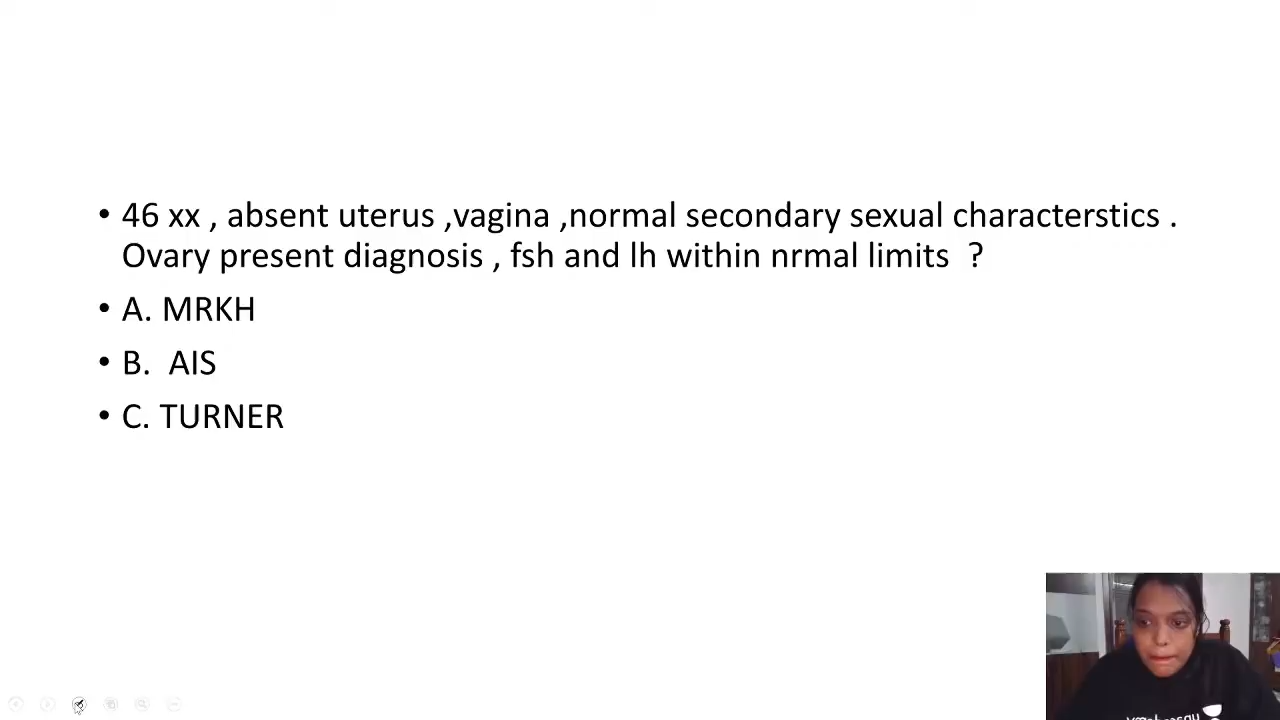 • 46 xx , absent uterus ,vagina ,normal secondary sexual characterstics .
Ovary present diagnosis , fsh and lh within nrmal limits ?
• A. MRKH
• B. AIS
• C. TURNER